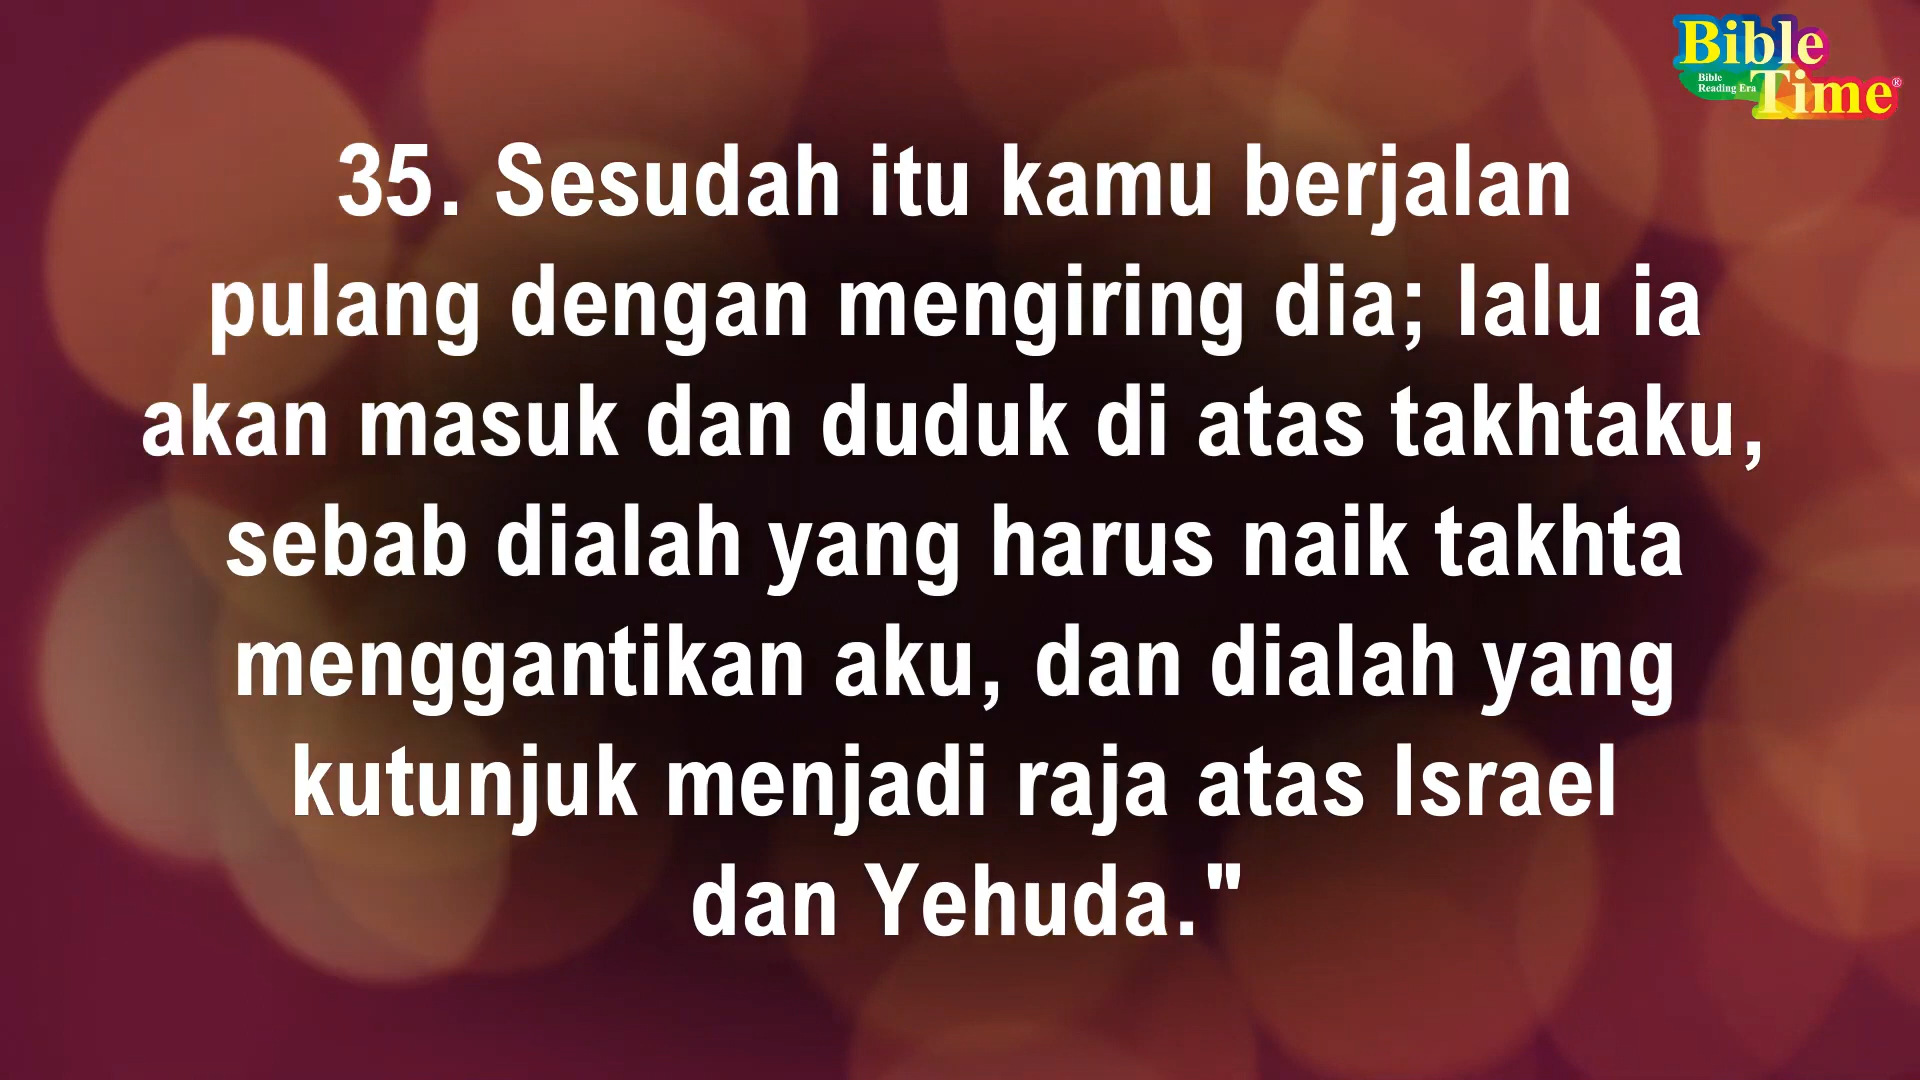 Bible
Bible
Reading Era
Time®
35. Sesudah itu kamu berjalan
pulang dengan mengiring dia; lalu ia
akan masuk dan duduk di atas takhtaku,
sebab dialah yang harus naik takhta
menggantikan aku, dan dialah yang
kutunjuk menjadi raja atas Israel
dan Yehuda."